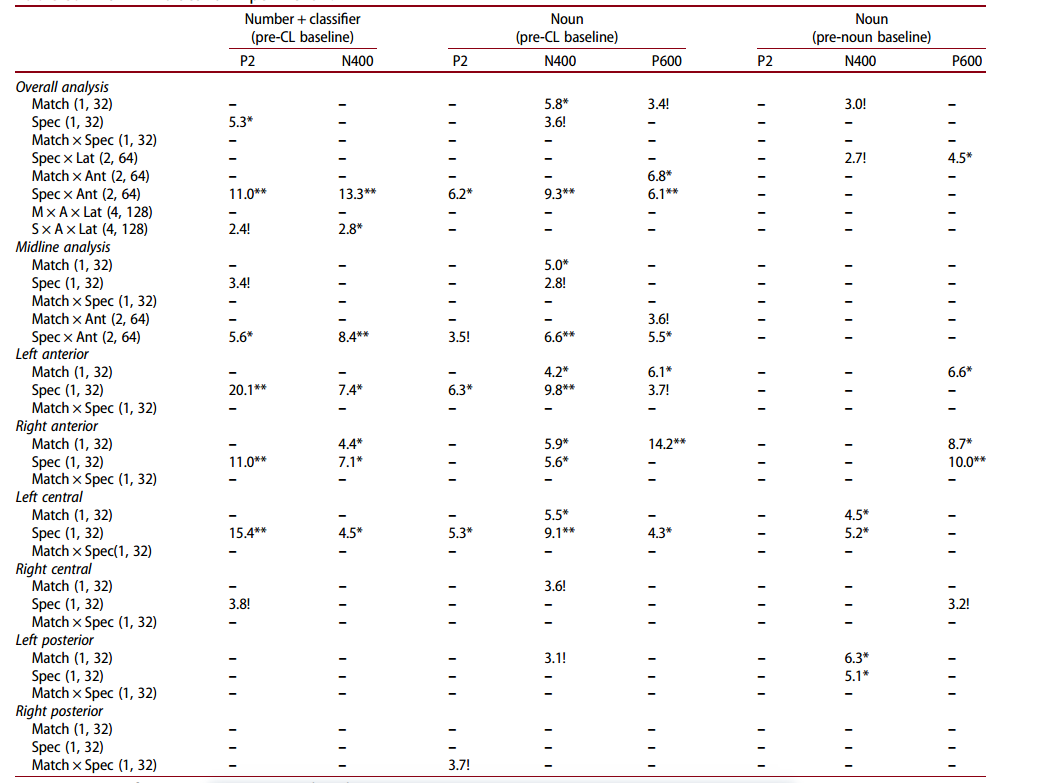 Number + classifier Noun Noun
(pre-CL baseline) (pre-CL baseline) (pre-noun baseline)
P2 N400 P2 N400 P600 P2 N400 P600
Overall analysis
Match (1, 32) – – – 5.8* 3.4! – 3.0! –
Spec (1, 32) 5.3* – – 3.6! – – – –
Match × Spec (1, 32) – – – – – – – –
Spec × Lat (2, 64) – – – – – – 2.7! 4.5*
Match × Ant (2, 64) – – – – 6.8* – – –
Spec × Ant (2, 64) 11.0** 13.3** 6.2* 9.3** 6.1** – – –
M × A × Lat (4, 128) – – – – – – – –
S × A × Lat (4, 128) 2.4! 2.8* – – – – – –
Midline analysis
Match (1, 32) – – – 5.0* – – – –
Spec (1, 32) 3.4! – – 2.8! – – – –
Match × Spec (1, 32) – – – – – – – –
Match × Ant (2, 64) – – – – 3.6! – – –
Spec × Ant (2, 64) 5.6* 8.4** 3.5! 6.6** 5.5* – – –
Left anterior
Match (1, 32) – – – 4.2* 6.1* – – 6.6*
Spec (1, 32) 20.1** 7.4* 6.3* 9.8** 3.7! – – –
Match × Spec (1, 32) – – – – – – – –
Right anterior
Match (1, 32) – 4.4* – 5.9* 14.2** – – 8.7*
Spec (1, 32) 11.0** 7.1* – 5.6* – – – 10.0**
Match × Spec (1, 32) – – – – – – – –
Left central
Match (1, 32) – – – 5.5* – – 4.5* –
Spec (1, 32) 15.4** 4.5* 5.3* 9.1** 4.3* – 5.2* –
Match × Spec(1, 32) – – – – – – – –
Right central
Match (1, 32) – – – 3.6! – – – –
Spec (1, 32) 3.8! – – – – – – 3.2!
Match × Spec (1, 32) – – – – – – – –
Left posterior
Match (1, 32) – – – 3.1! – – 6.3* –
Spec (1, 32) – – – – – – 5.1* –
Match × Spec (1, 32) – – – – – – – –
Right posterior
Match (1, 32) – – – – – – – –
Spec (1, 32) – – – – – – – –
Match × Spec (1, 32) – – 3.7! – – – – –